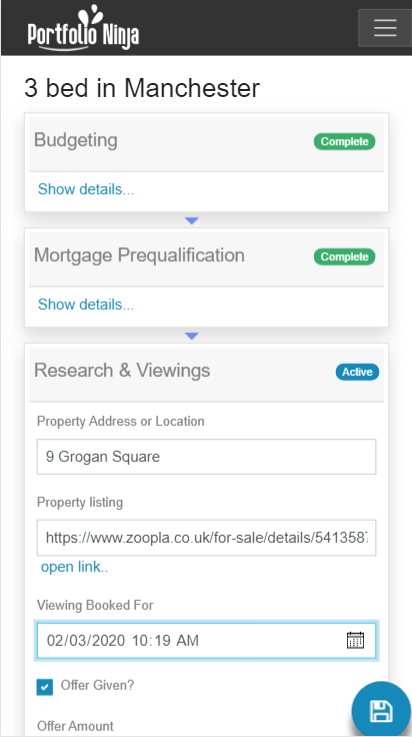 Portfolio Ninja
3 bed in Manchester
Budgeting
Complete
Show details...
Mortgage Prequalification
Complete
Show details...
Research & Viewings
Active
Property Address or Location
9 Grogan Square
Property listing
https://www.zoopla.co.uk/for-sale/details/5413587
open link..
Viewing Booked For
02/03/2020 10:19 AM
Offer Given?
Offer Amount